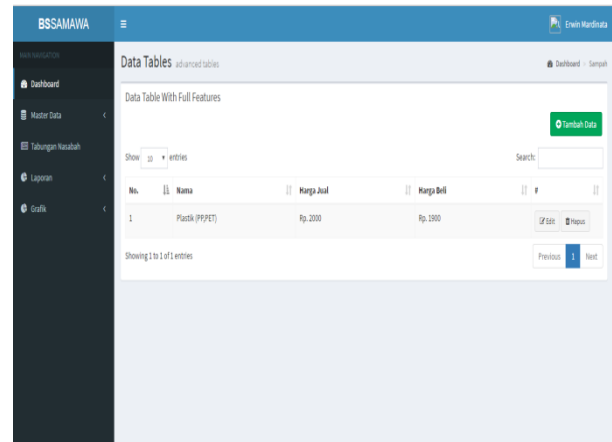 BSSAMAWA
Erwin Mardinata
MAIN NAVIGATION
Data Tables advanced tables
Dashboard > Sampah
Dashboard
Master Data
Tabungan Nasabah
Laporan
Grafik
Data Table With Full Features
Tambah Data
Show 10 entries
Search:
No. Nama Harga Jual Harga Beli #
1 Plastik (PP,PET) Rp. 2000 Rp. 1900 Edit Hapus
Showing 1 to 1 of 1 entries
Previous 1 Next